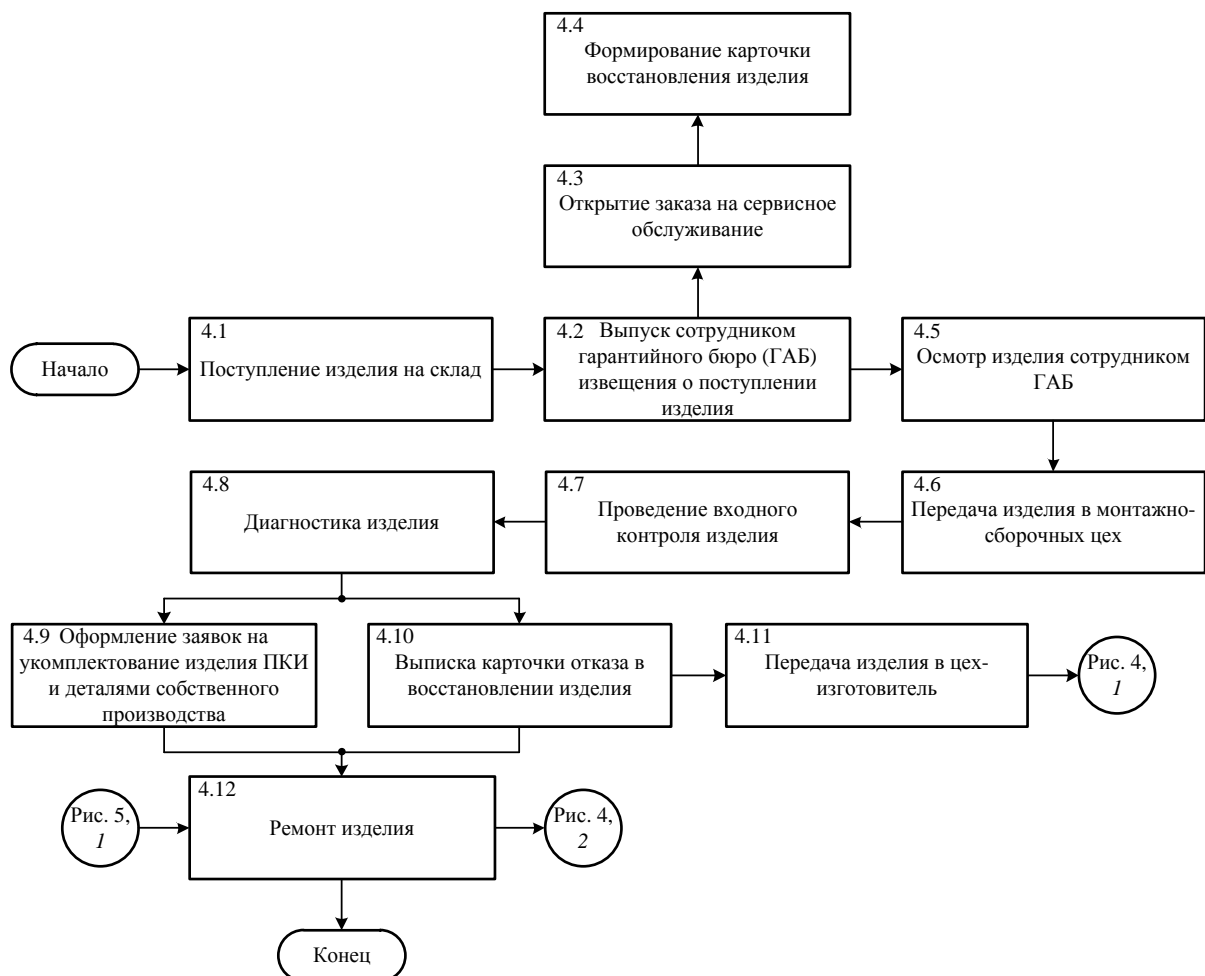 4.4
Формирование карточки
восстановления изделия
4.3
Открытие заказа на сервисное
обслуживание
Начало
4.1
Поступление изделия на склад
4.2 Выпуск сотрудником
гарантийного бюро (ГАБ)
извещения о поступлении
изделия
4.5
Осмотр изделия сотрудником
ГАБ
4.8
Диагностика изделия
4.7
Проведение входного
контроля изделия
4.6
Передача изделия в монтажно-
сборочных цех
4.9 Оформление заявок на
укомплектование изделия ПКИ
и деталями собственного
производства
4.10
Выписка карточки отказа в
восстановлении изделия
4.11
Передача изделия в цех-
изготовитель
Рис. 4,
1
Рис. 5,
1
4.12
Ремонт изделия
Рис. 4,
2
Конец